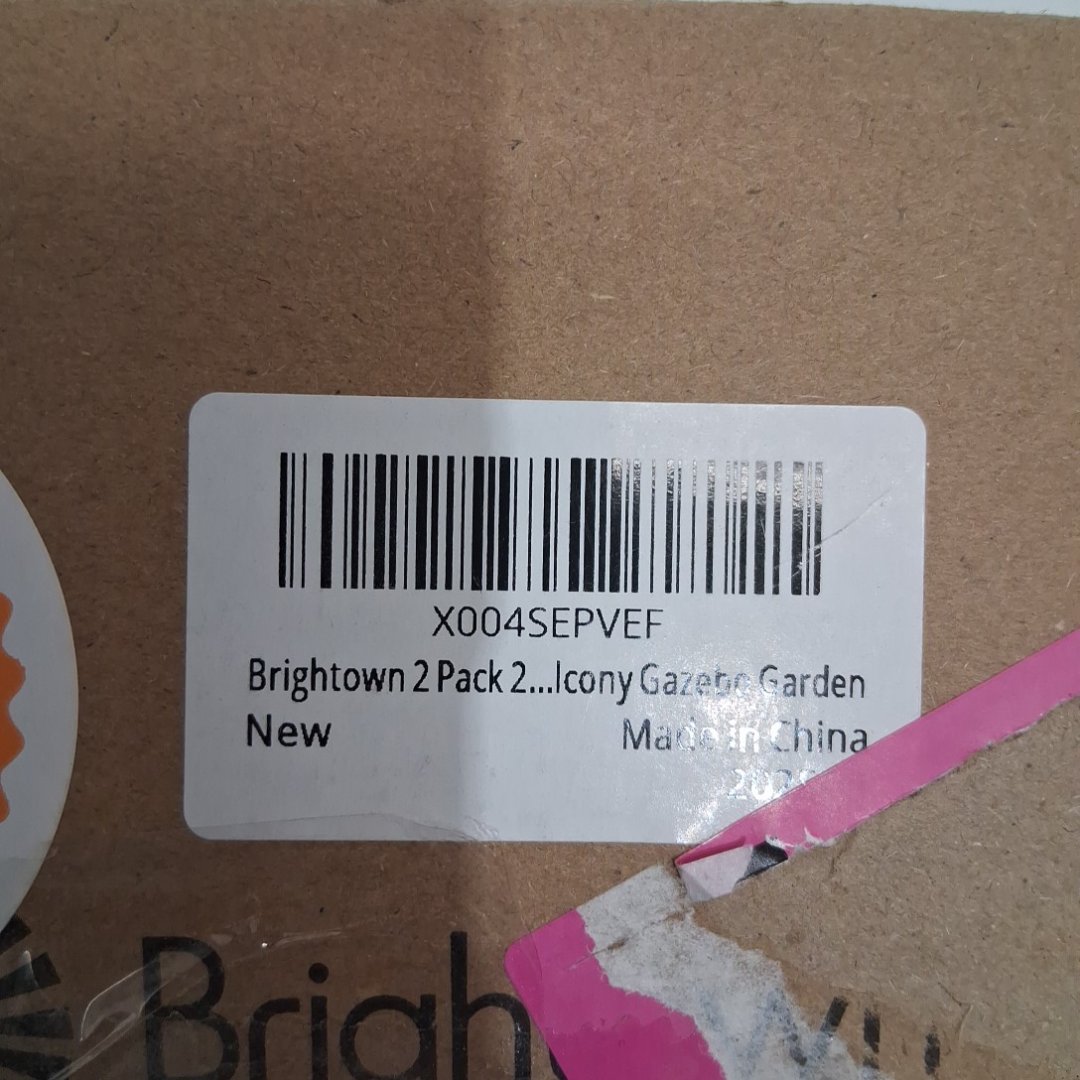 X004SEPVEF
Brightown 2 Pack 2...lcony Gazebo Garden
New
Made in China